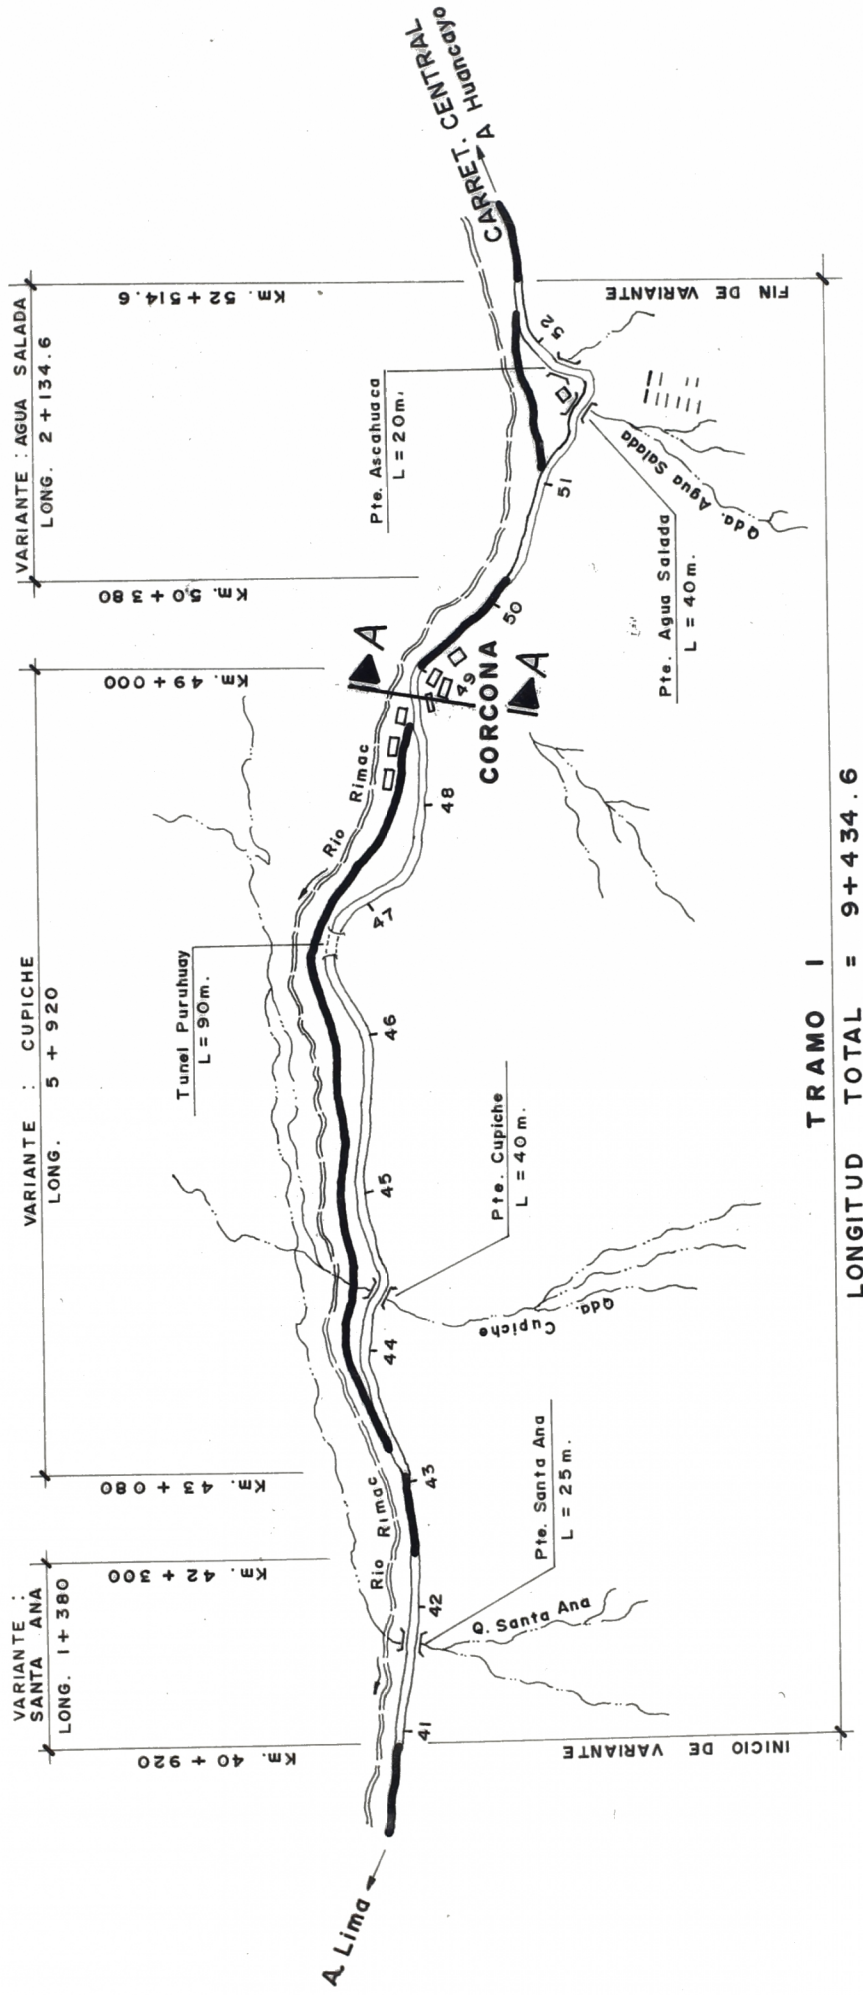 VARIANTE :
SANTA ANA
LONG. 1+380
VARIANTE : CUPICHE
LONG. 5 + 920
VARIANTE : AGUA SALADA
LONG. 2+134.6
Km. 40 + 920
Km. 42 + 300
Km. 43 + 080
Km. 49 + 000
Km. 50 + 380
Km. 52 + 514.6
Tunel Puruhuay
L = 90m.
Pte. Ascahuaca
L = 20m.
A Lima
Rio Rimac
Rio Rimac
A
A
CARRET. CENTRAL
A Huancayo
41
42
43
44
45
46
47
48
49
50
51
52
CORCONA
Q. Santa Ana
Qda. Cupiche
Qda. Agua Salada
Pte. Santa Ana
L = 25m.
Pte. Cupiche
L = 40m.
Pte. Agua Salada
L = 40m.
INICIO DE VARIANTE
FIN DE VARIANTE
TRAMO I
LONGITUD TOTAL = 9+434.6